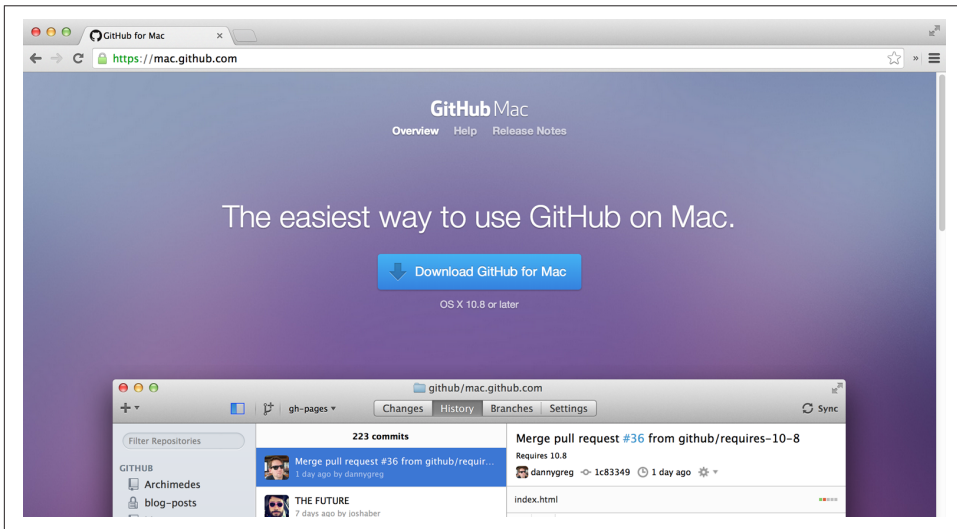 GitHub for Mac
https://mac.github.com
GitHub Mac
Overview Help Release Notes
The easiest way to use GitHub on Mac.
Download GitHub for Mac
OS X 10.8 or later
github/mac.github.com
gh-pages
Changes History Branches Settings
Sync
Filter Repositories
GITHUB
Archimedes
blog-posts
223 commits
Merge pull request #36 from github/requir...
1 day ago by dannygreg
THE FUTURE
7 days ago by joshaber
Merge pull request #36 from github/requires-10-8
Requires 10.8
dannygreg 1c83349 1 day ago
index.html